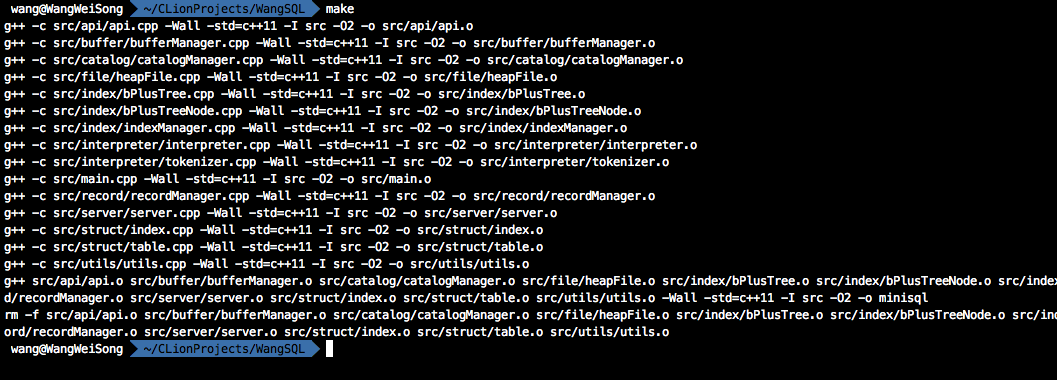 wang@WangWeiSong ~/CLionProjects/WangSQL make
g++ -c src/api/api.cpp -Wall -std=c++11 -I src -O2 -o src/api/api.o
g++ -c src/buffer/bufferManager.cpp -Wall -std=c++11 -I src -O2 -o src/buffer/bufferManager.o
g++ -c src/catalog/catalogManager.cpp -Wall -std=c++11 -I src -O2 -o src/catalog/catalogManager.o
g++ -c src/file/heapFile.cpp -Wall -std=c++11 -I src -O2 -o src/file/heapFile.o
g++ -c src/index/bPlusTree.cpp -Wall -std=c++11 -I src -O2 -o src/index/bPlusTree.o
g++ -c src/index/bPlusTreeNode.cpp -Wall -std=c++11 -I src -O2 -o src/index/bPlusTreeNode.o
g++ -c src/index/indexManager.cpp -Wall -std=c++11 -I src -O2 -o src/index/indexManager.o
g++ -c src/interpreter/interpreter.cpp -Wall -std=c++11 -I src -O2 -o src/interpreter/interpreter.o
g++ -c src/interpreter/tokenizer.cpp -Wall -std=c++11 -I src -O2 -o src/interpreter/tokenizer.o
g++ -c src/main.cpp -Wall -std=c++11 -I src -O2 -o src/main.o
g++ -c src/record/recordManager.cpp -Wall -std=c++11 -I src -O2 -o src/record/recordManager.o
g++ -c src/server/server.cpp -Wall -std=c++11 -I src -O2 -o src/server/server.o
g++ -c src/struct/index.cpp -Wall -std=c++11 -I src -O2 -o src/struct/index.o
g++ -c src/struct/table.cpp -Wall -std=c++11 -I src -O2 -o src/struct/table.o
g++ -c src/utils/utils.cpp -Wall -std=c++11 -I src -O2 -o src/utils/utils.o
g++ src/api/api.o src/buffer/bufferManager.o src/catalog/catalogManager.o src/file/heapFile.o src/index/bPlusTree.o src/index/bPlusTreeNode.o src/index
d/recordManager.o src/server/server.o src/struct/index.o src/struct/table.o src/utils/utils.o -Wall -std=c++11 -I src -O2 -o minisql
rm -f src/api/api.o src/buffer/bufferManager.o src/catalog/catalogManager.o src/file/heapFile.o src/index/bPlusTree.o src/index/bPlusTreeNode.o src/ind
ord/recordManager.o src/server/server.o src/struct/index.o src/struct/table.o src/utils/utils.o
wang@WangWeiSong ~/CLionProjects/WangSQL